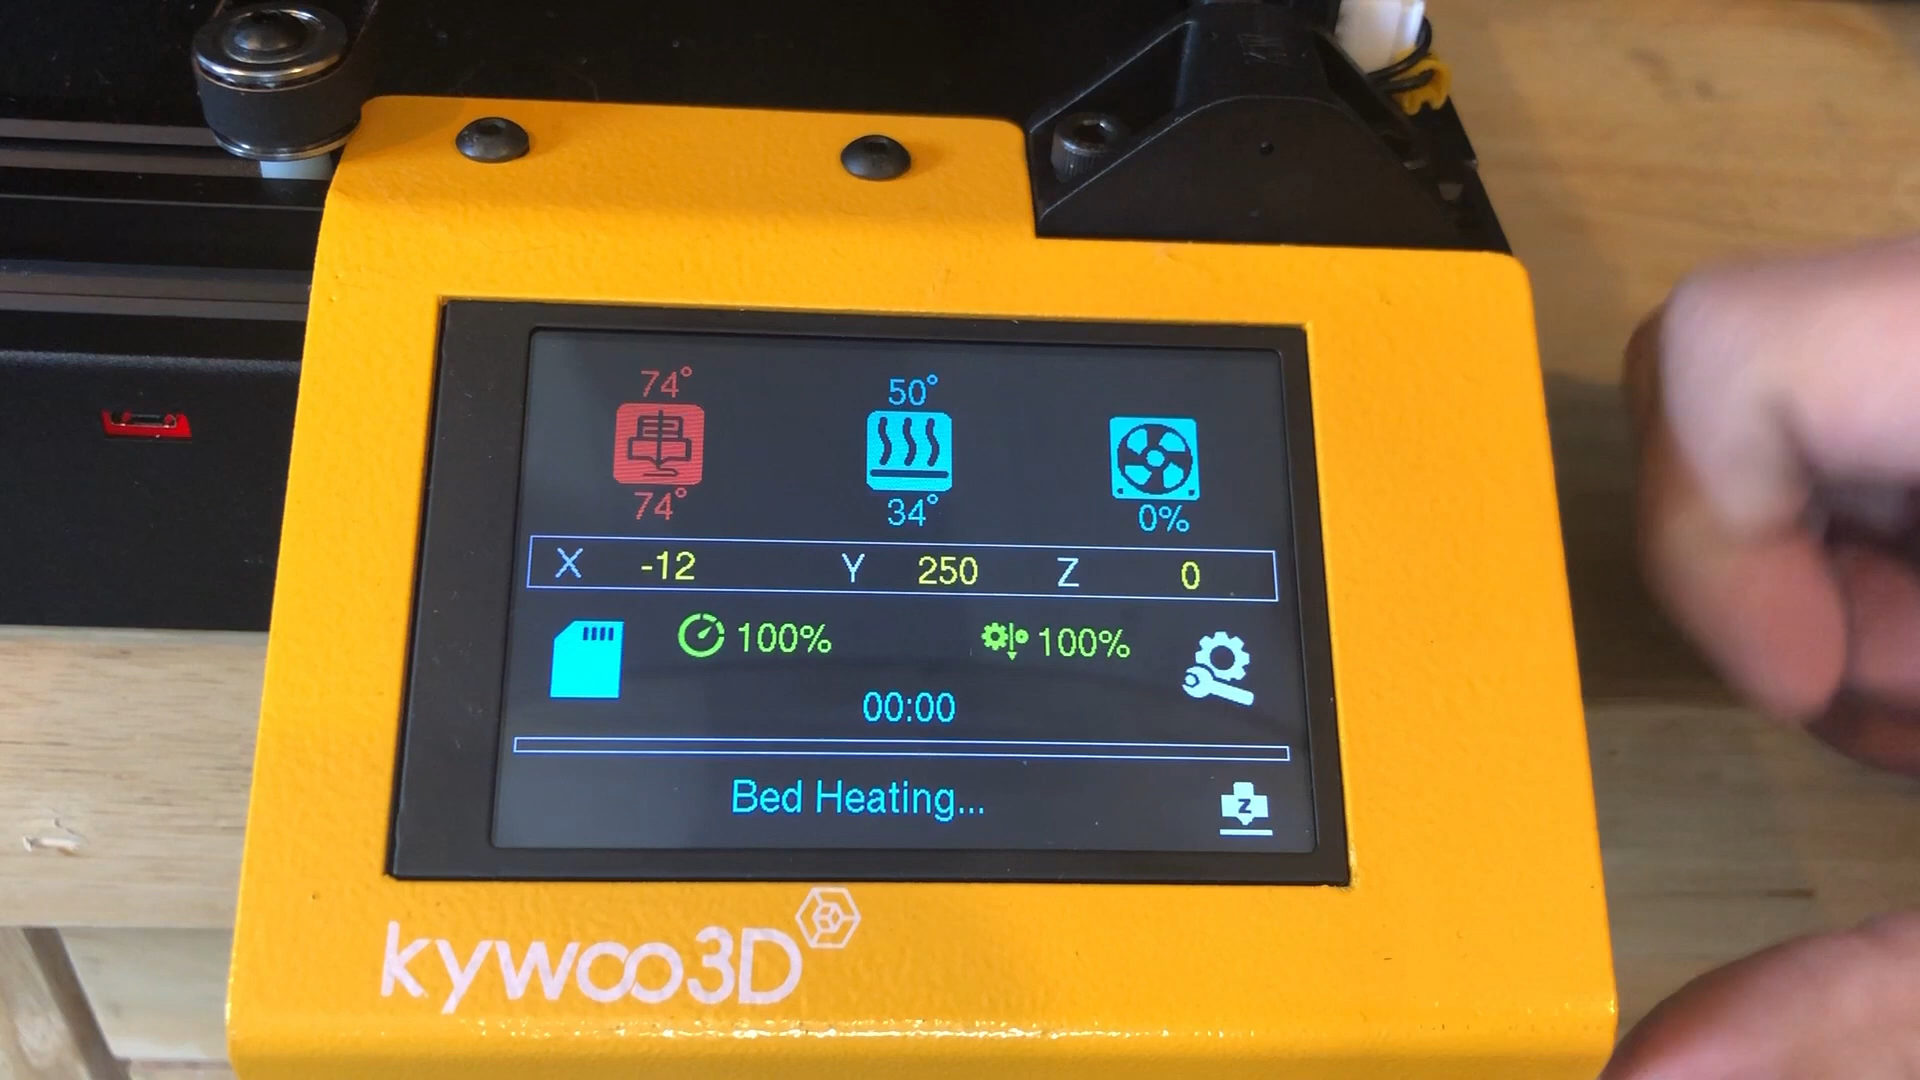 74° 50°
74° 34° 0%
X -12 Y 250 Z 0
100% 100%
00:00
Bed Heating...
Z
kywoo3D